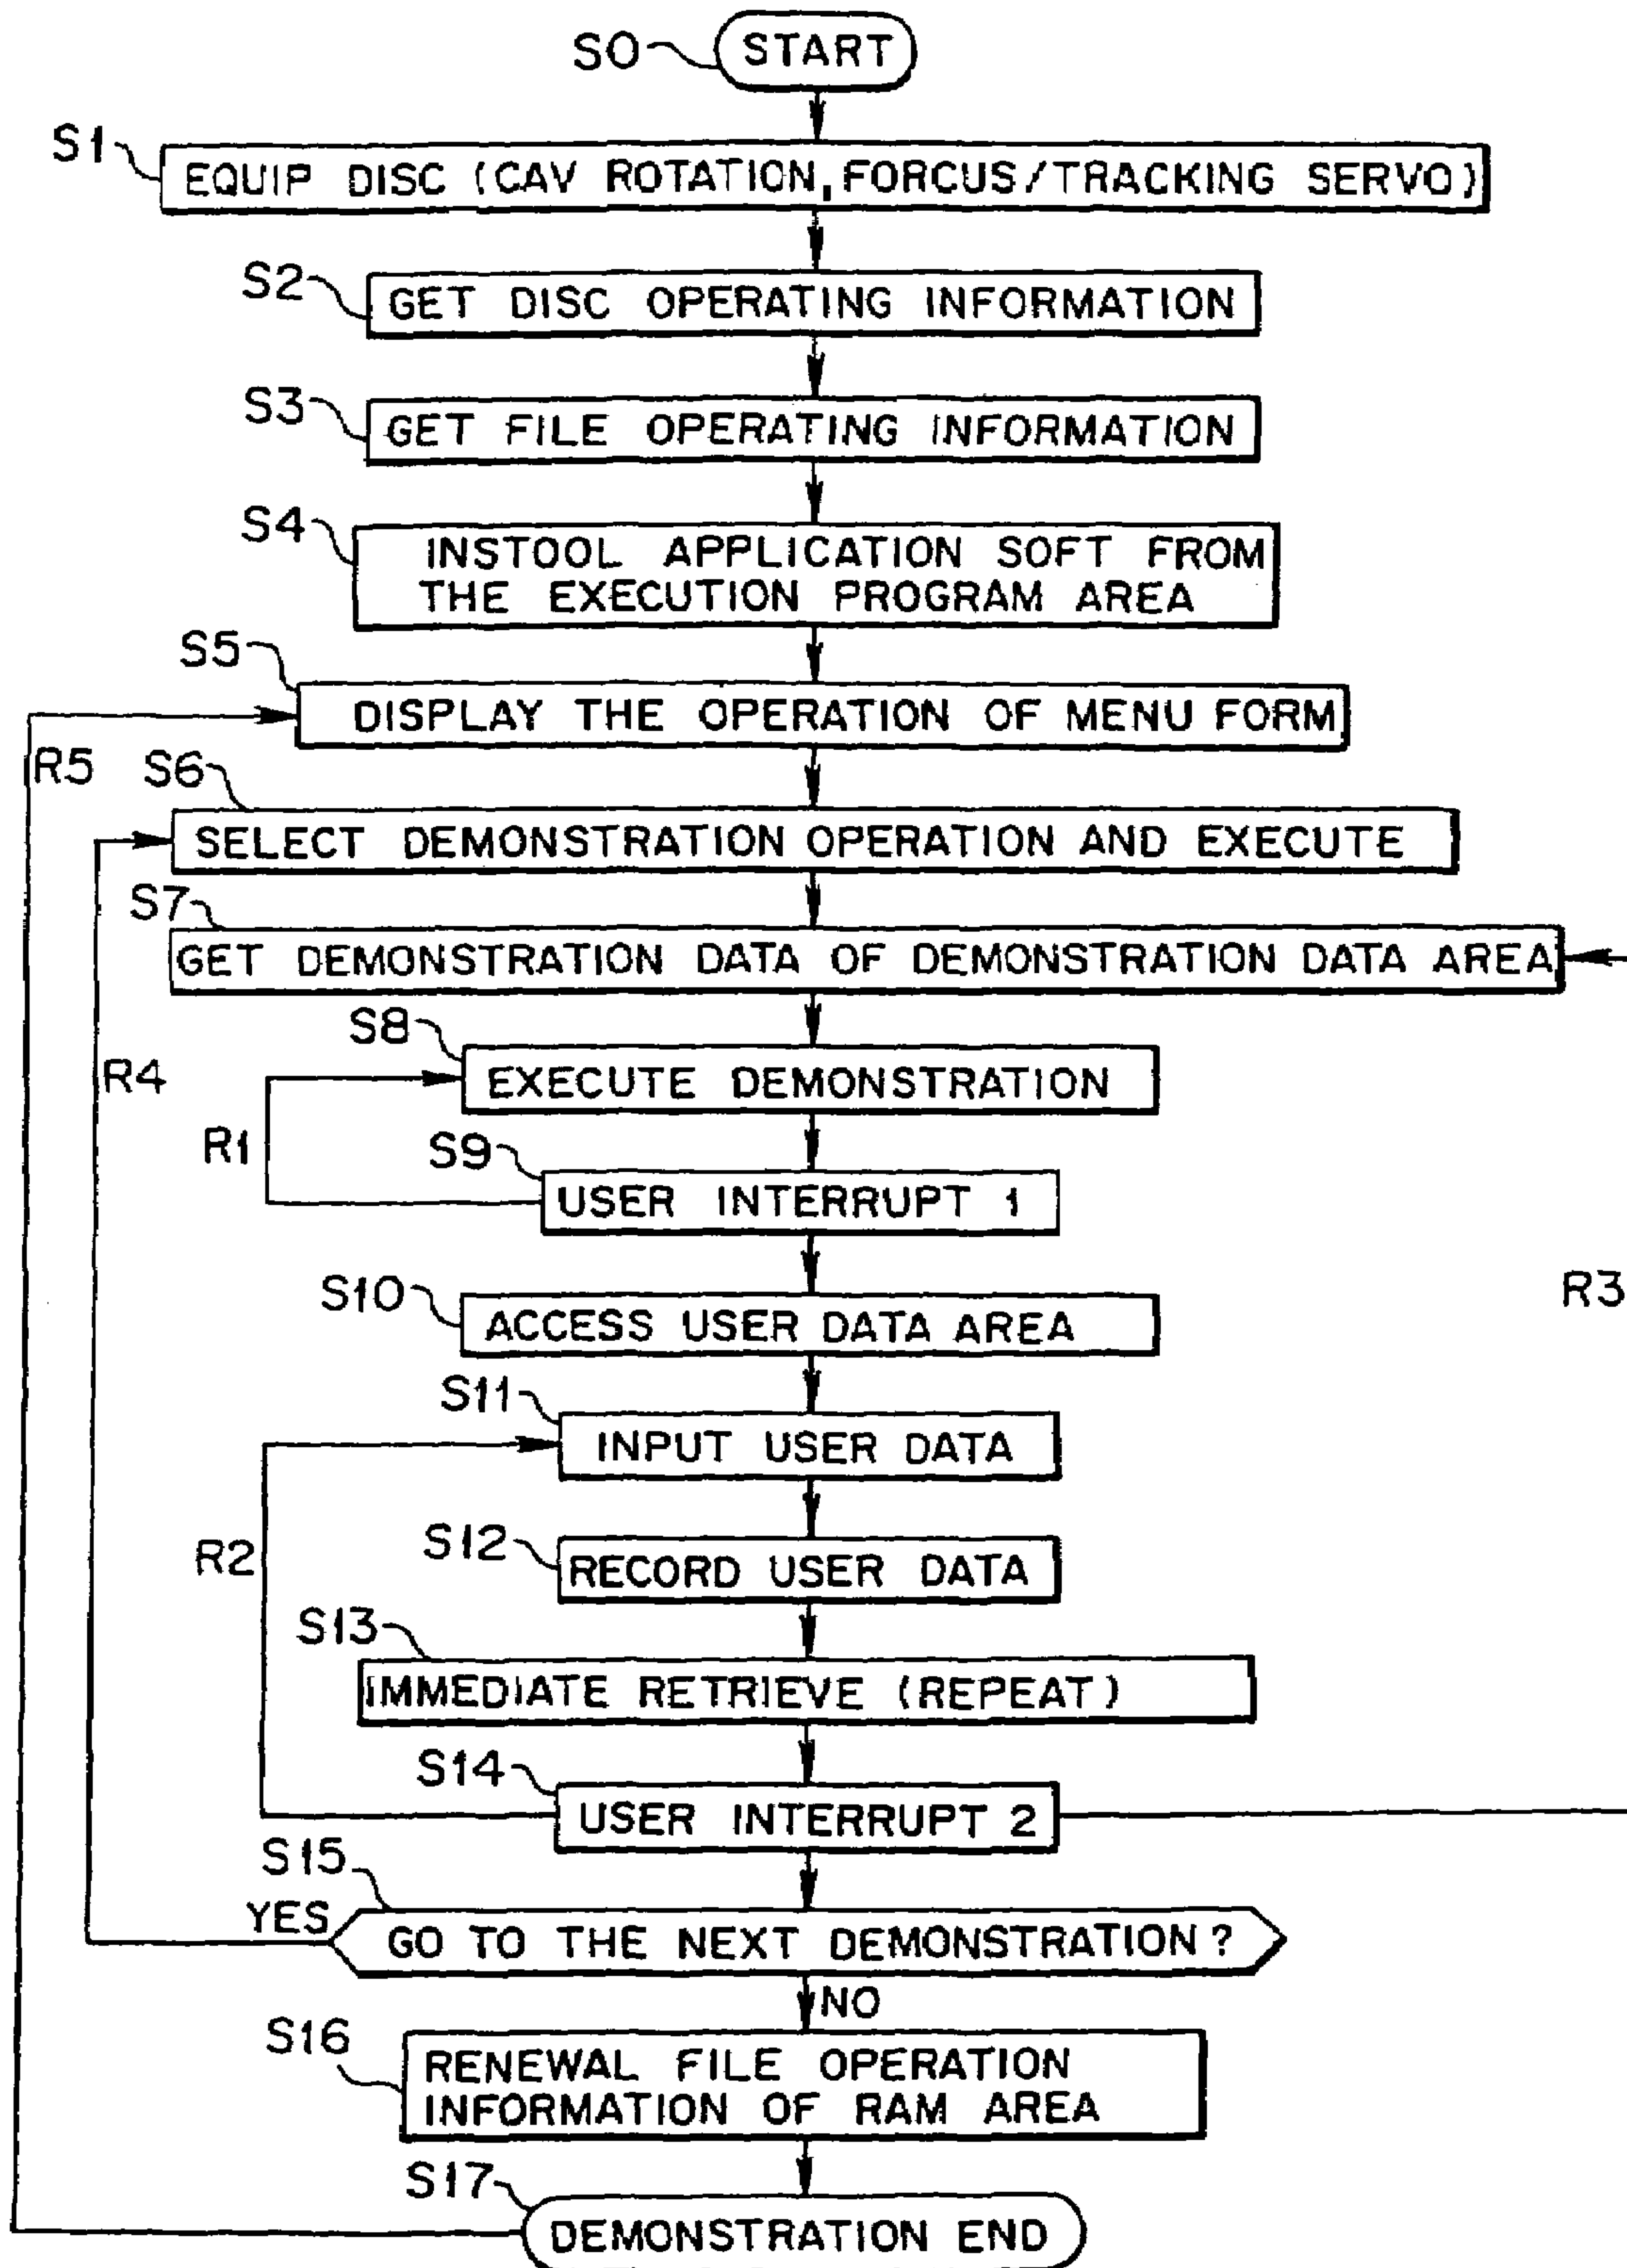 S0
START
S1
EQUIP DISC (CAV ROTATION, FORCUS/TRACKING SERVO)
S2
GET DISC OPERATING INFORMATION
S3
GET FILE OPERATING INFORMATION
S4
INSTOOL APPLICATION SOFT FROM
THE EXECUTION PROGRAM AREA
S5
DISPLAY THE OPERATION OF MENU FORM
R5
S6
SELECT DEMONSTRATION OPERATION AND EXECUTE
S7
GET DEMONSTRATION DATA OF DEMONSTRATION DATA AREA
S8
EXECUTE DEMONSTRATION
R4
R1
S9
USER INTERRUPT 1
R3
S10
ACCESS USER DATA AREA
S11
INPUT USER DATA
R2
S12
RECORD USER DATA
S13
IMMEDIATE RETRIEVE (REPEAT)
S14
USER INTERRUPT 2
S15
YES
GO TO THE NEXT DEMONSTRATION?
NO
S16
RENEWAL FILE OPERATION
INFORMATION OF RAM AREA
S17
DEMONSTRATION END